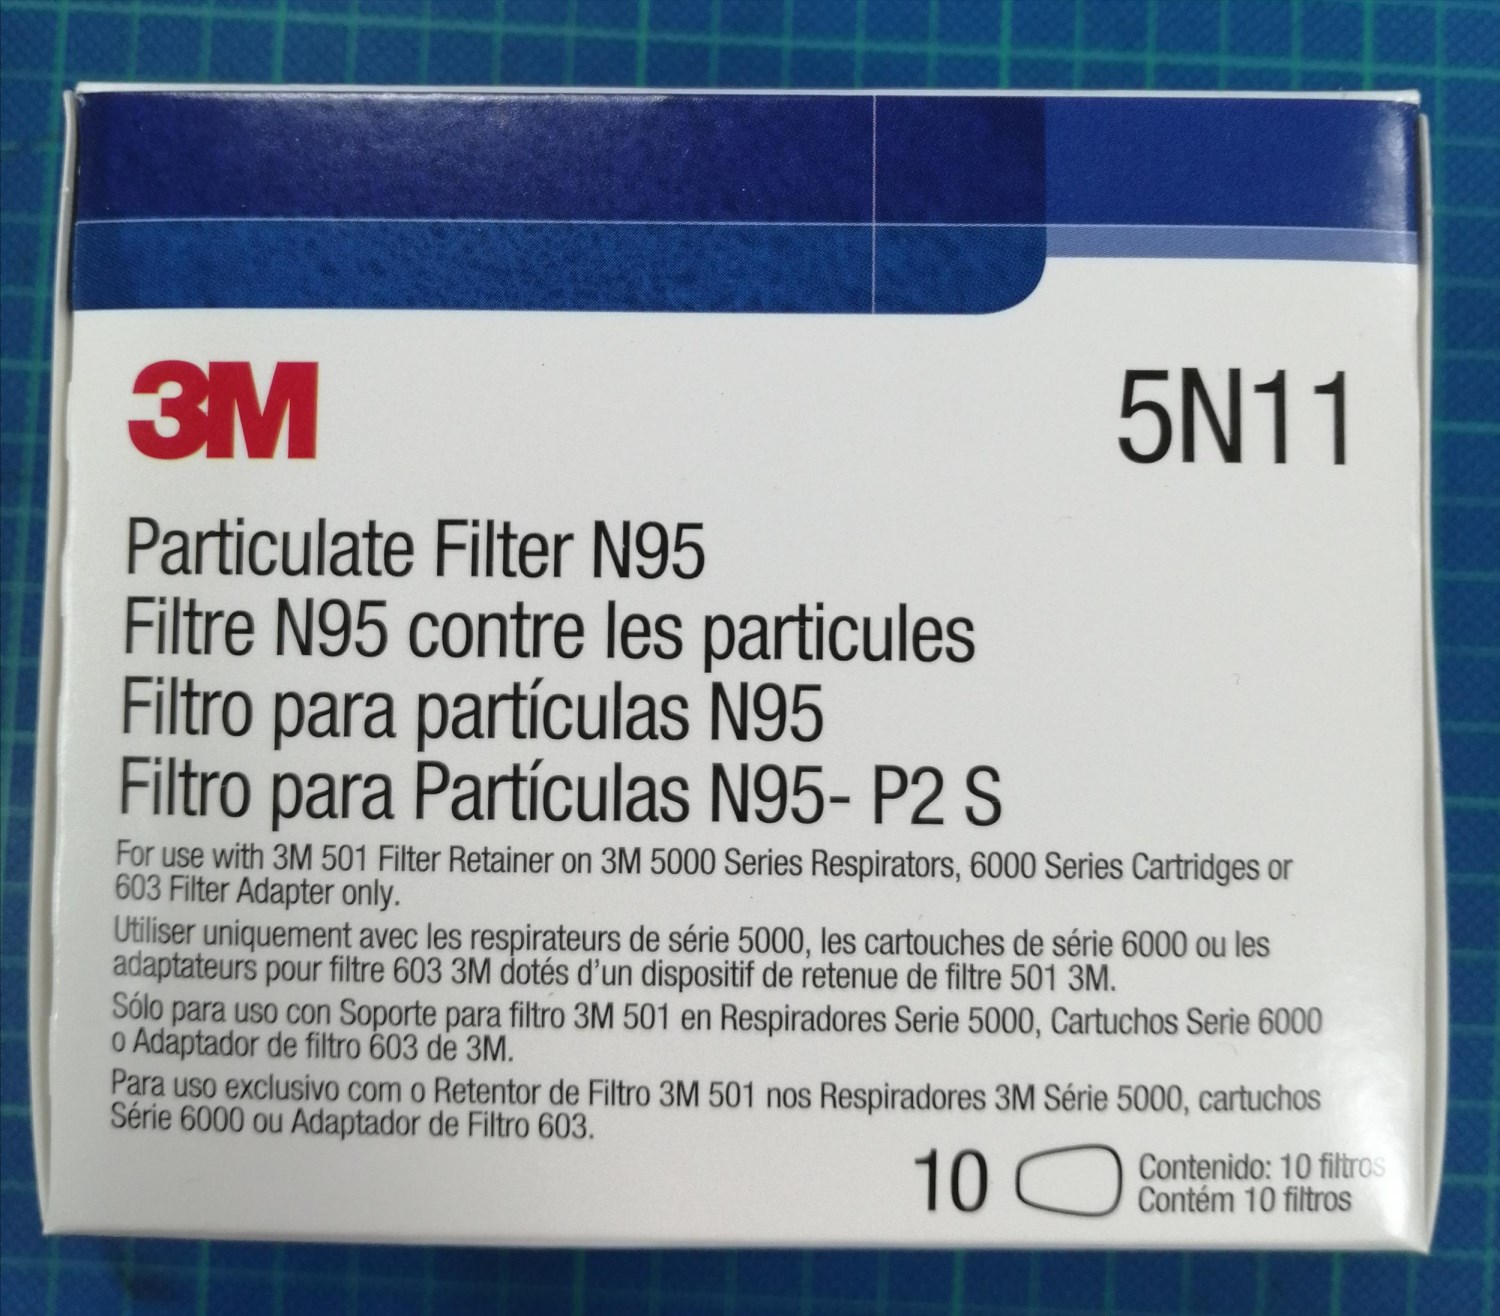 3M
5N11
Particulate Filter N95
Filtre N95 contre les particules
Filtro para partículas N95
Filtro para Partículas N95- P2 S
For use with 3M 501 Filter Retainer on 3M 5000 Series Respirators, 6000 Series Cartridges or
603 Filter Adapter only.
Utiliser uniquement avec les respirateurs de série 5000, les cartouches de série 6000 ou les
adaptateurs pour filtre 603 3M dotés d'un dispositif de retenue de filtre 501 3M.
Sólo para uso con Soporte para filtro 3M 501 en Respiradores Serie 5000, Cartuchos Serie 6000
o Adaptador de filtro 603 de 3M.
Para uso exclusivo com o Retentor de Filtro 3M 501 nos Respiradores 3M Série 5000, cartuchos
Série 6000 ou Adaptador de Filtro 603.
10
Contenido: 10 filtros
Contém 10 filtros